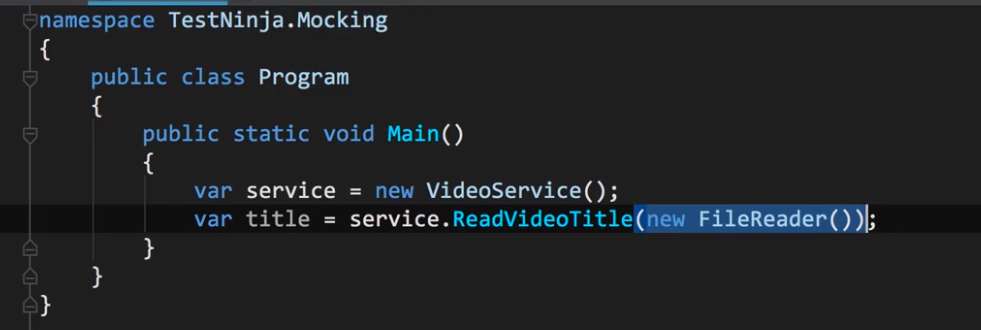 namespace TestNinja.Mocking
{
public class Program
{
public static void Main()
{
var service = new VideoService();
var title = service.ReadVideoTitle(new FileReader());
}
}
}